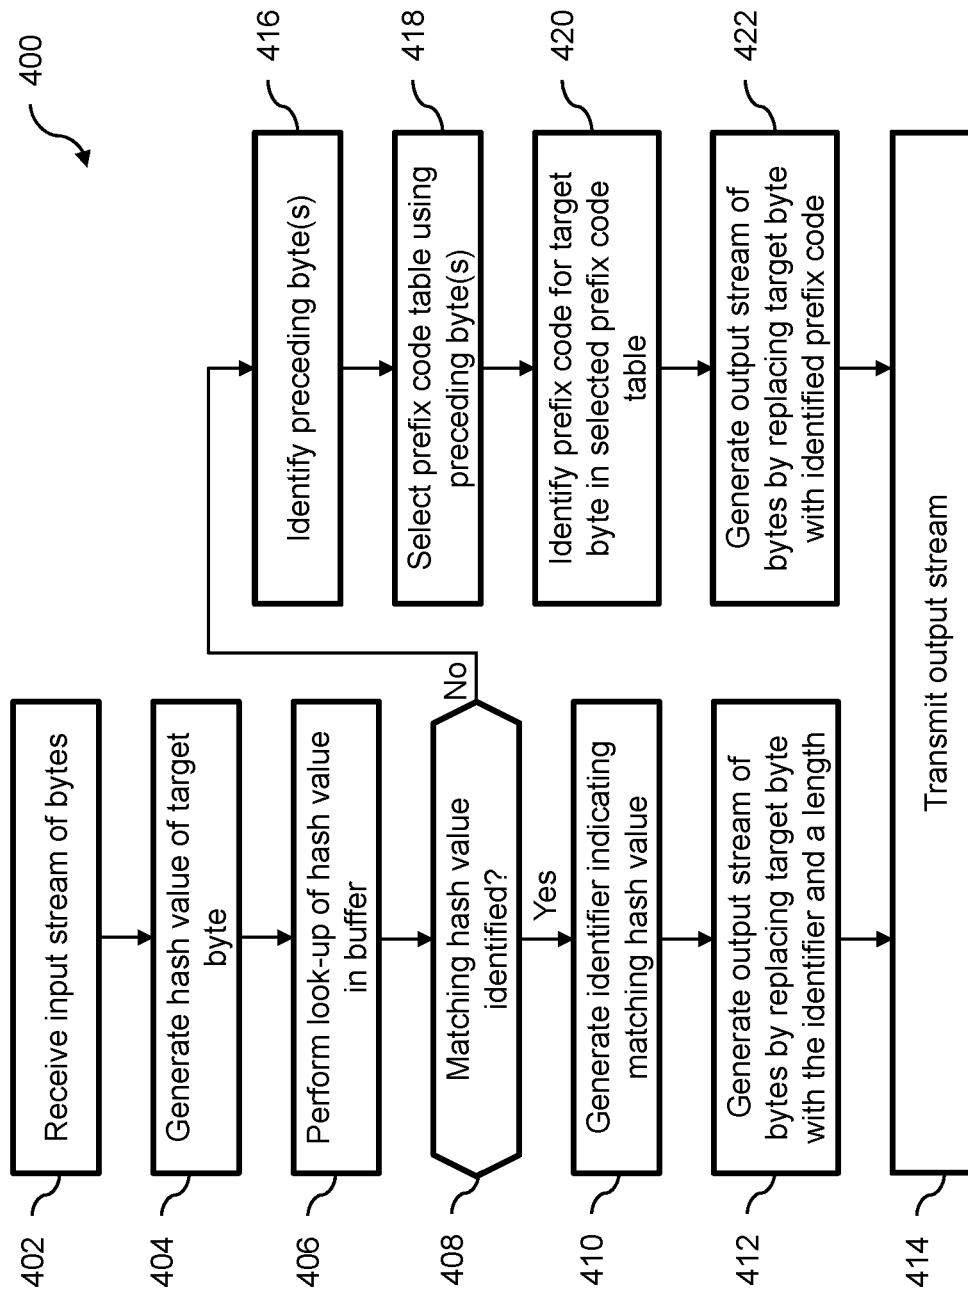 400
402
Receive input stream of bytes
404
Generate hash value of target
byte
406
Perform look-up of hash value
in buffer
408
Matching hash value
identified?
No
Yes
410
Generate identifier indicating
matching hash value
412
Generate output stream of
bytes by replacing target byte
with the identifier and a length
416
Identify preceding byte(s)
418
Select prefix code table using
preceding byte(s)
420
Identify prefix code for target
byte in selected prefix code
table
422
Generate output stream of
bytes by replacing target byte
with identified prefix code
414
Transmit output stream